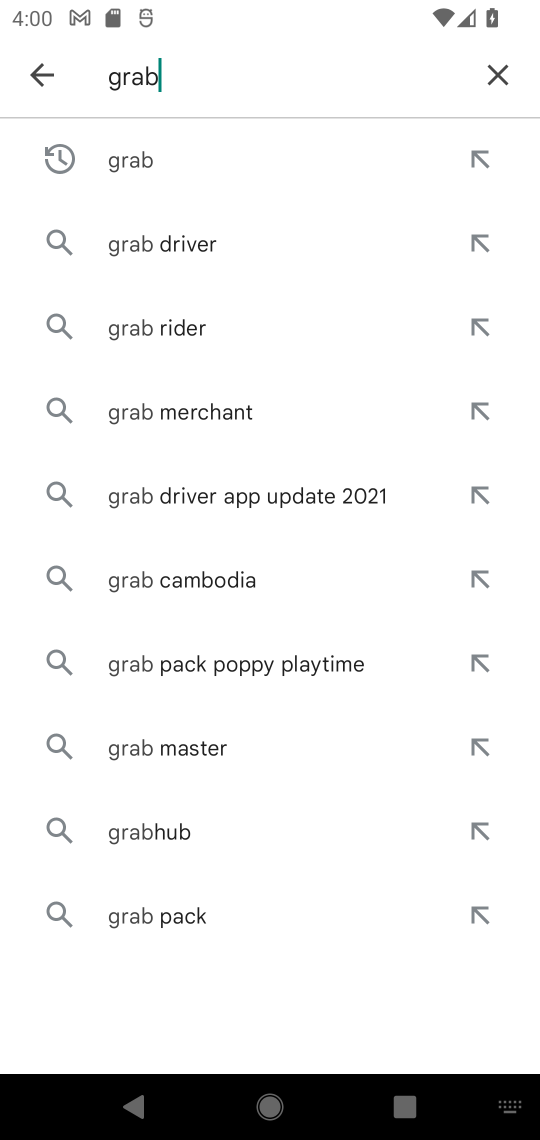 4:00
grab
grab
grab driver
grab rider
grab merchant
grab driver app update 2021
grab cambodia
grab pack poppy playtime
grab master
grabhub
grab pack